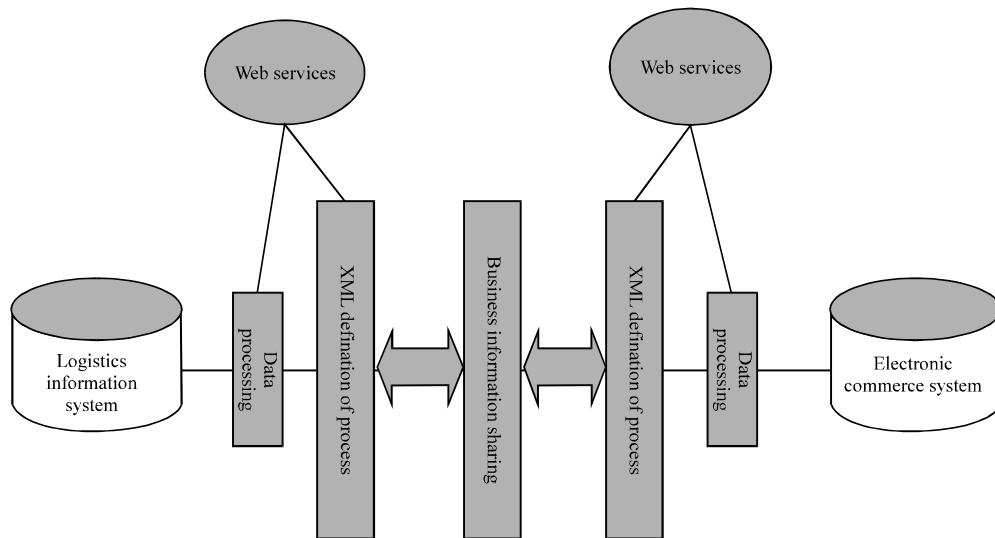 Web services
Web services
Logistics
information
system
Data
processing
XML defination of process
Business information sharing
XML defination of process
Data
processing
Electronic
commerce system